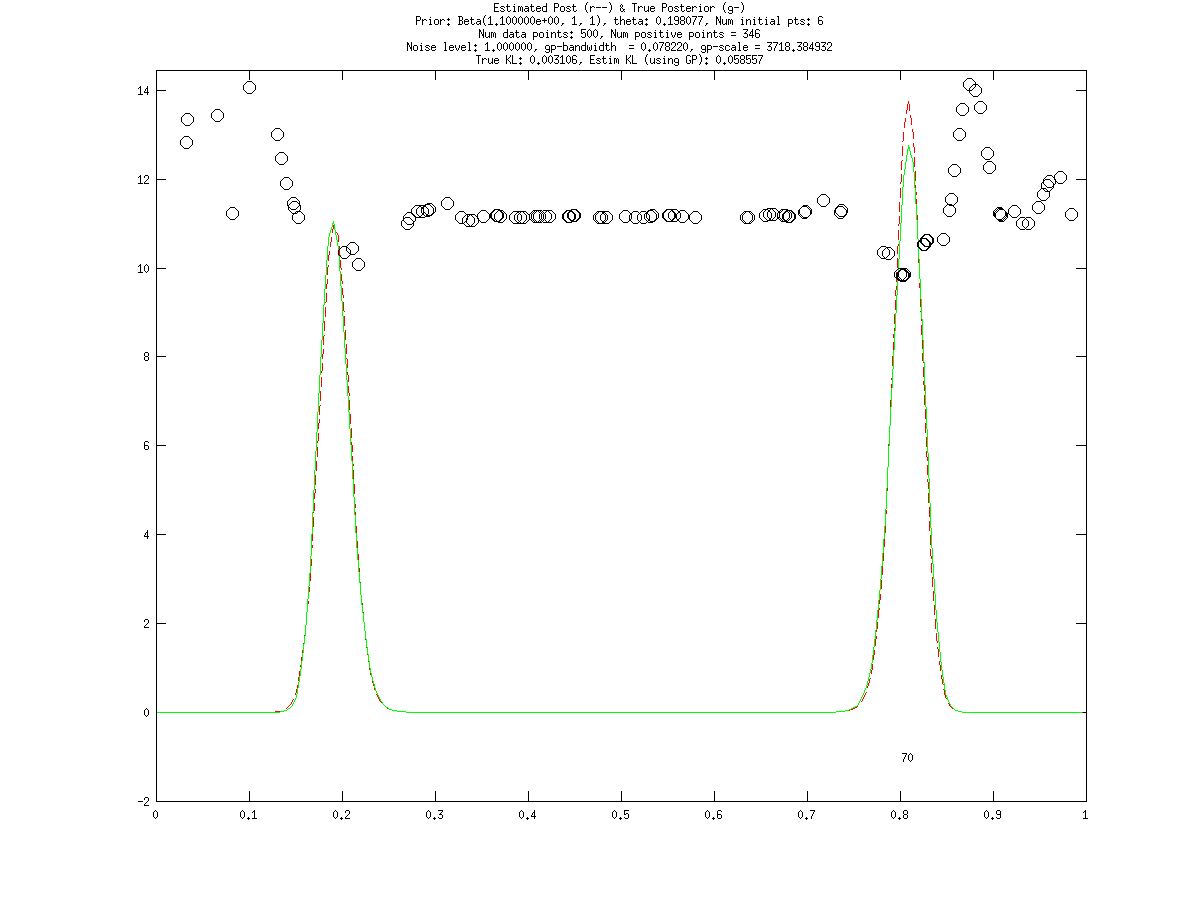 Estimated Post (r--) & True Posterior (g-)
Prior: Beta(1.100000e+00, 1, 1), theta: 0.198077, Num initial pts: 6
Num data points: 500, Num positive points = 346
Noise level: 1.000000, gp-bandwidth = 0.078220, gp-scale = 3718.384932
True KL: 0.003106, Estim KL (using GP): 0.058557
14
12
10
8
6
4
2
0
70
-2
0 0.1 0.2 0.3 0.4 0.5 0.6 0.7 0.8 0.9 1